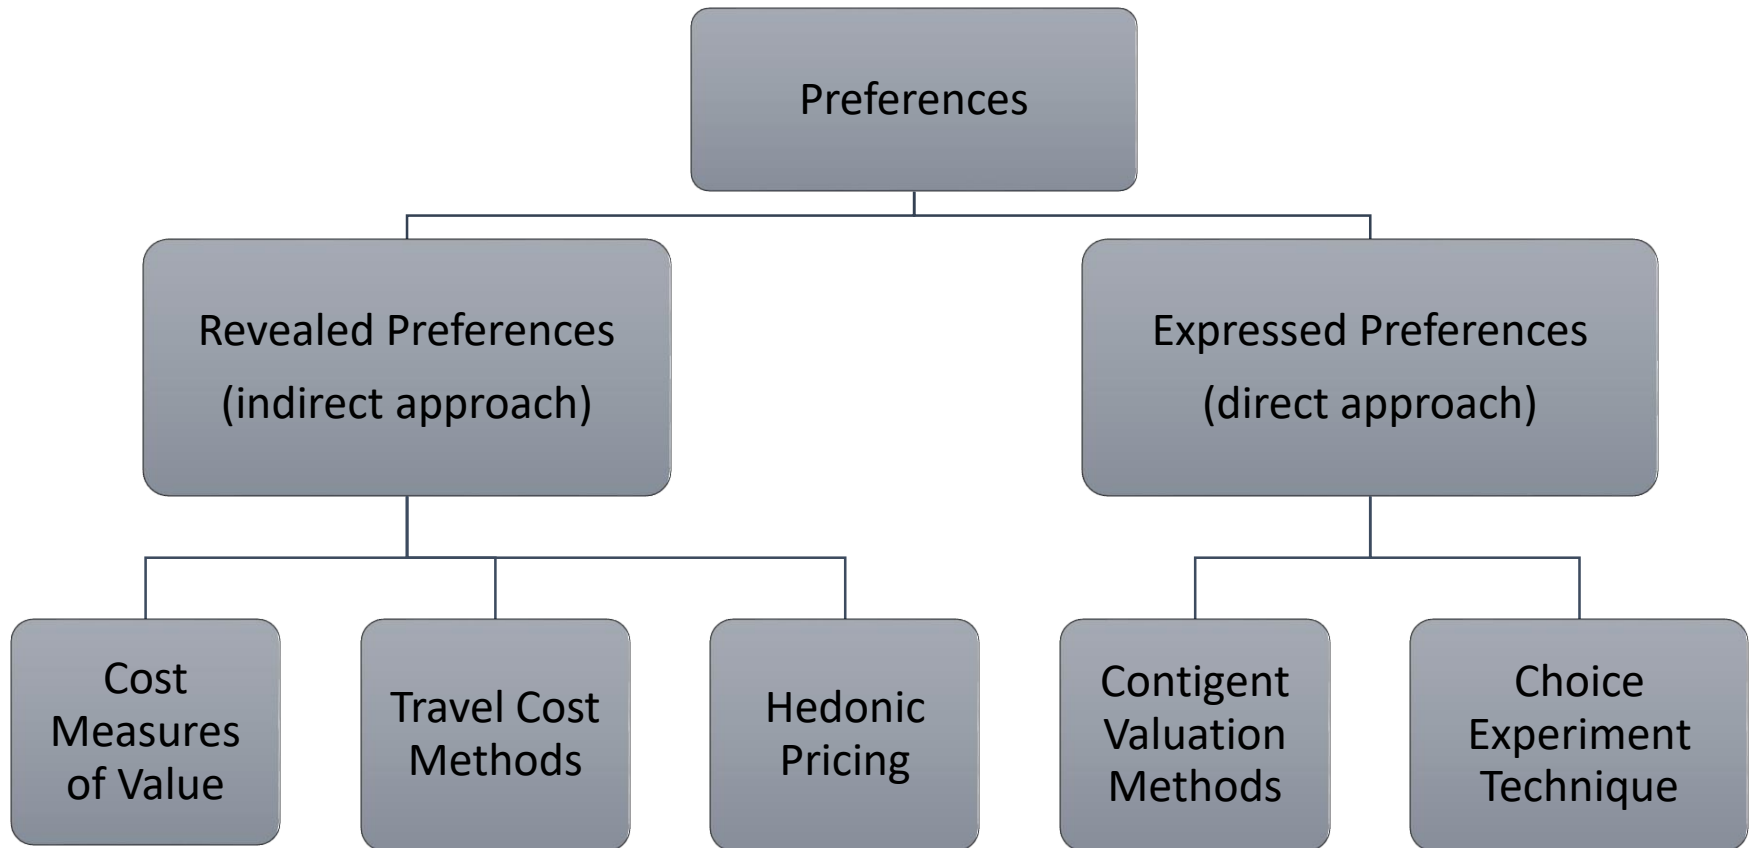 Preferences
Revealed Preferences
(indirect approach)
Expressed Preferences
(direct approach)
Cost
Measures
of Value
Travel Cost
Methods
Hedonic
Pricing
Contigent
Valuation
Methods
Choice
Experiment
Technique